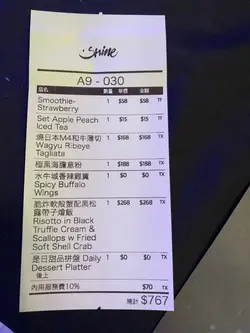 Shine
A9 - 030
品名 數量 單價 金額
Smoothie- 1 $58 $58 TF
Strawberry
Set Apple Peach 1 $15 $15 TX
Iced Tea
燒日本M4和牛薄切 1 $168 $168 TX
Wagyu Ribeye
Tagliata
極黑海膽意粉 1 $188 $188 TX
水牛城香辣雞翼 1 $0 $0 TX
Spicy Buffalo
Wings
脆炸軟殼蟹配黑松 1 $268 $268 TX
露帶子燴飯
Risotto in Black
Truffle Cream &
Scallops w Fried
Soft Shell Crab
是日甜品拼盤 Daily 1 $0 $0 TX
Dessert Platter
後上
內用服務費10% $70 TX
總計 $767